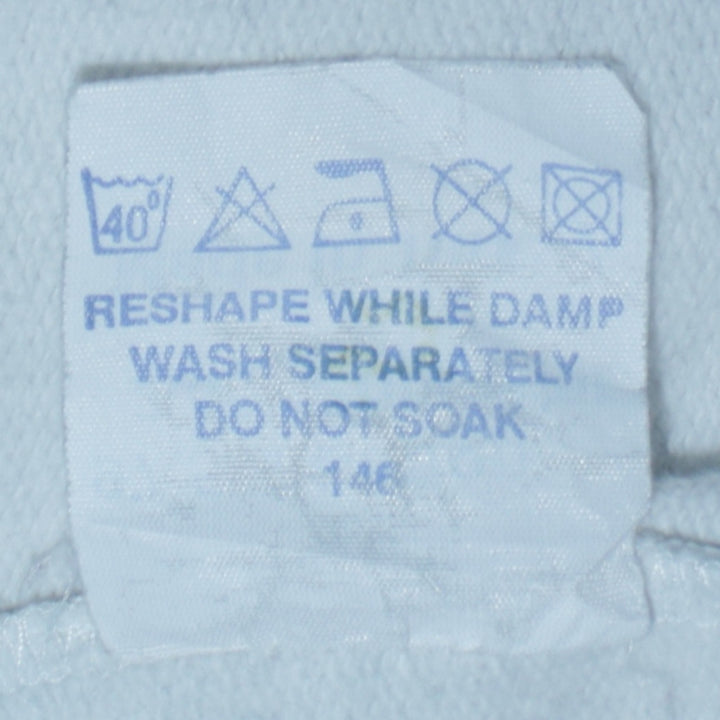 40°
RESHAPE WHILE DAMP
WASH SEPARATELY
DO NOT SOAK
146